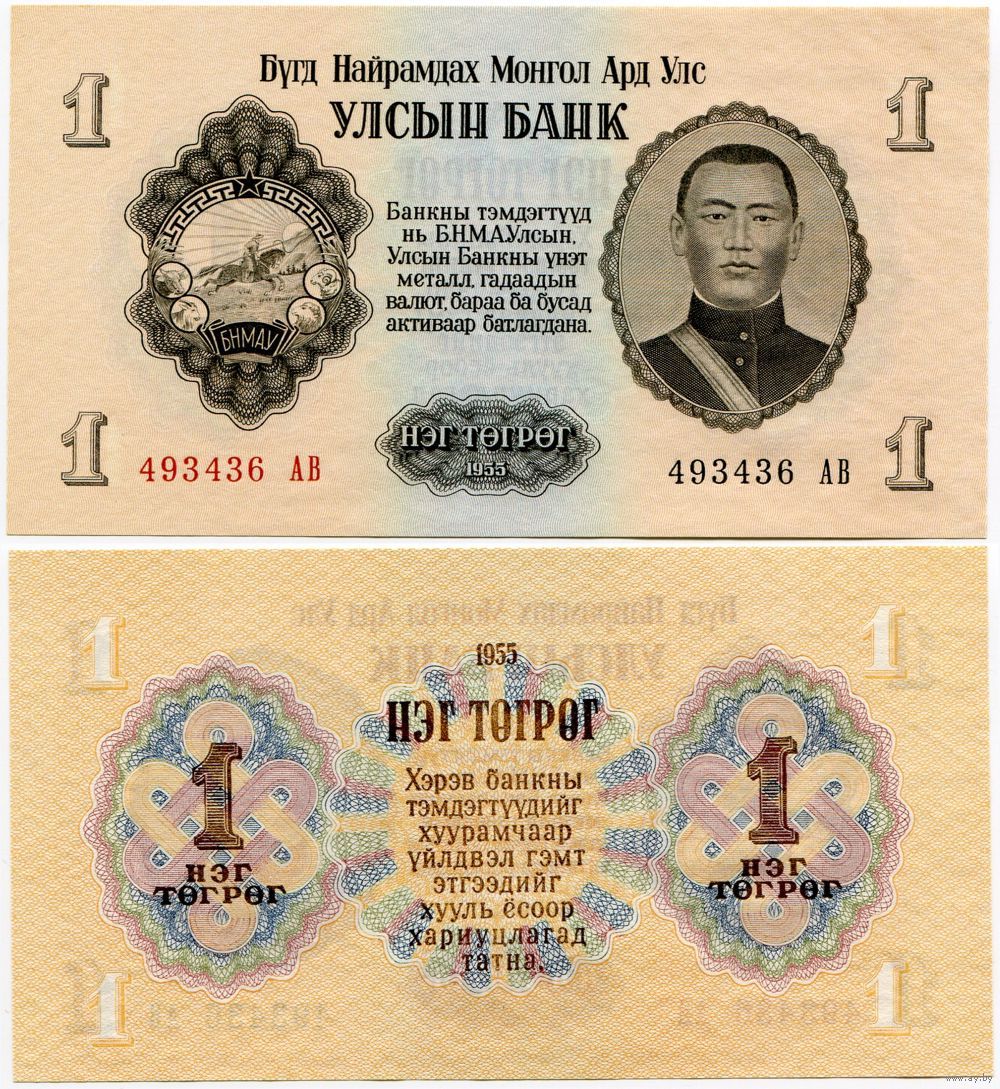 Бүгд Найрамдах Монгол Ард Улс
УЛСЫН БАНК
1
1
Банкны тэмдэгтүүд
нь Б.Н.М.А.Улсын,
Улсын Банкны үнэт
металл, гадаадын
валют, бараа ба бусад
активаар батлагдана.
БНМАУ
НЭГ ТӨГРӨГ
1955
1
493436 АВ
493436 АВ
1
1
1
1955
НЭГ ТӨГРӨГ
Хэрэв банкны
тэмдэгтүүдийг
хуурамчаар
үйлдвэл гэмт
этгээдийг
хууль ёсоор
хариуцлагад
татна.
1
НЭГ
ТӨГРӨГ
1
НЭГ
ТӨГРӨГ
1
1
www.ay.by